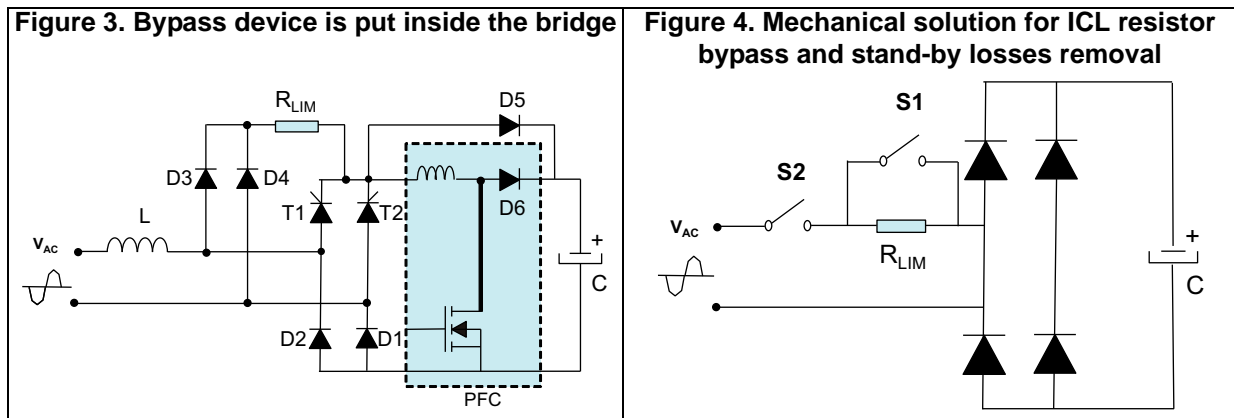 Figure 3. Bypass device is put inside the bridge
RLIM
D5
D3
D4
D6
T1
T2
L
VAC
+
C
D2
D1
PFC
Figure 4. Mechanical solution for ICL resistor
bypass and stand-by losses removal
S1
S2
VAC
RLIM
+
C